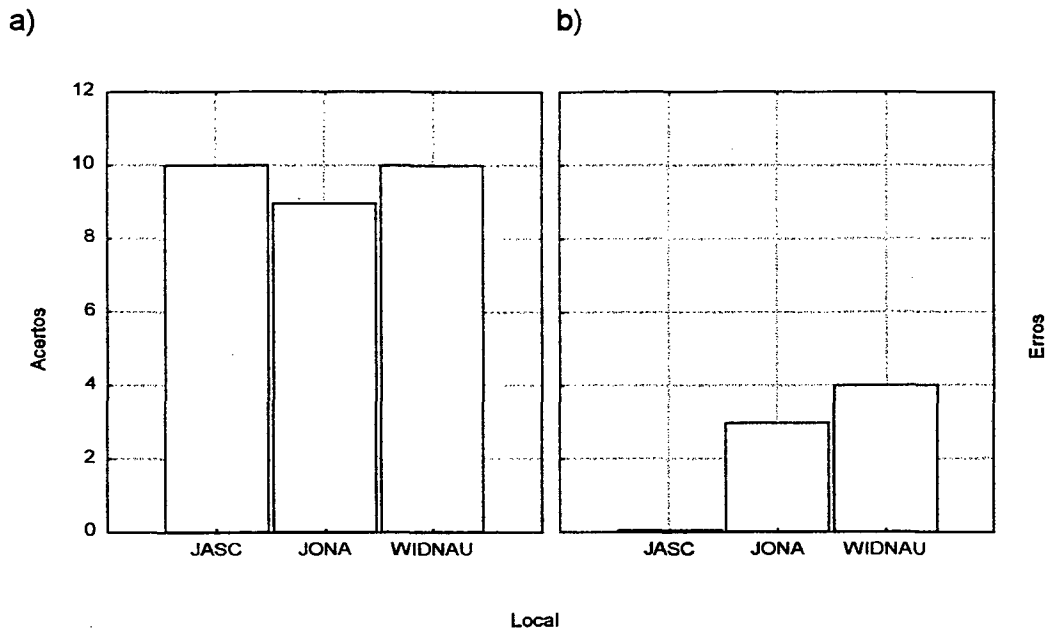 a)
b)
12
10
8
6
4
2
0
Acertos
Erros
JASC JONA WIDNAU
JASC JONA WIDNAU
Local